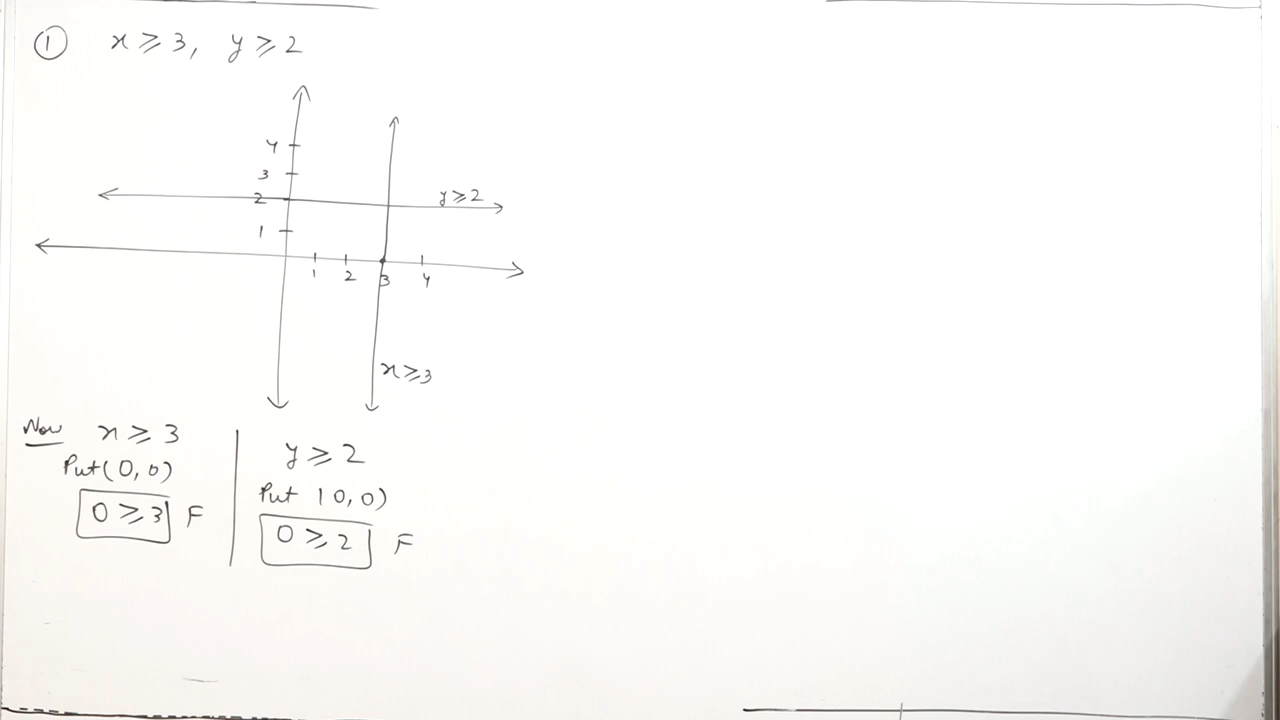 ① x ≥ 3, y ≥ 2
4
3
2
1
y ≥ 2
1 2 3 4
x ≥ 3
Now x ≥ 3
Put (0, 0)
0 ≥ 3 F
y ≥ 2
Put (0, 0)
0 ≥ 2 F